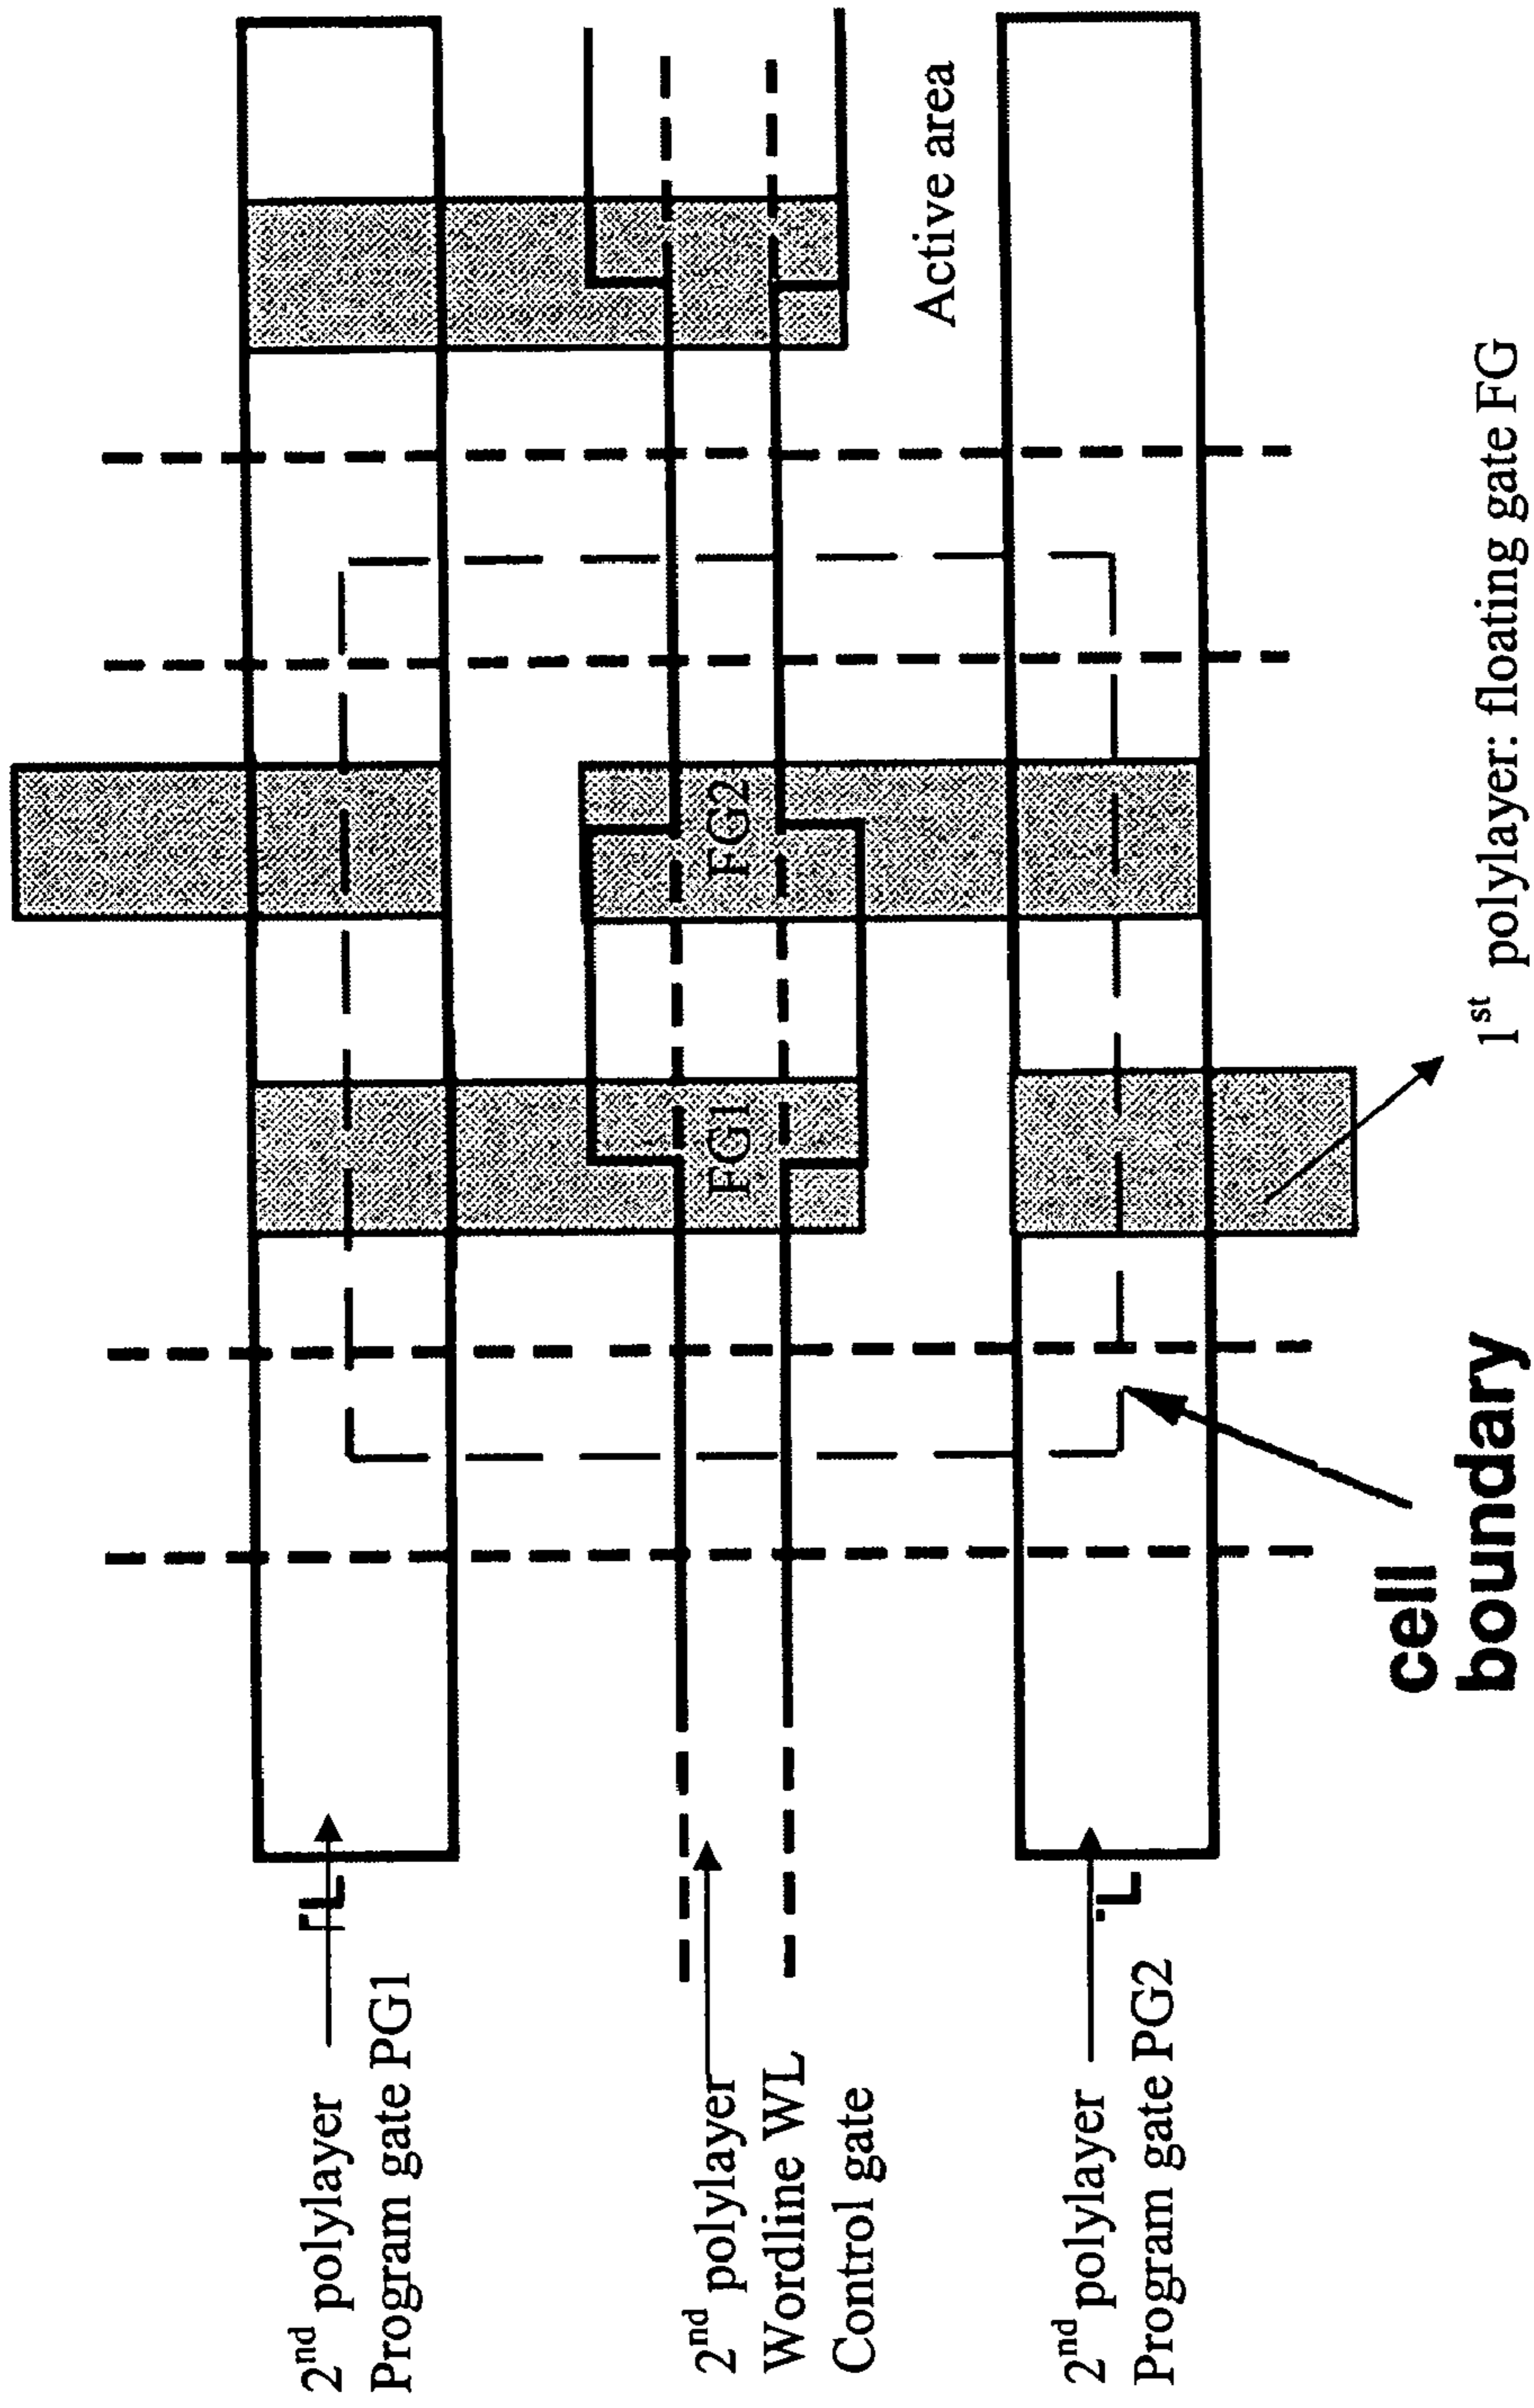 2nd polylayer
Program gate PG1
2nd polylayer
Wordline WL
Control gate
2nd polylayer
Program gate PG2
FG1
FG2
Active area
cell
boundary
1st polylayer: floating gate FG